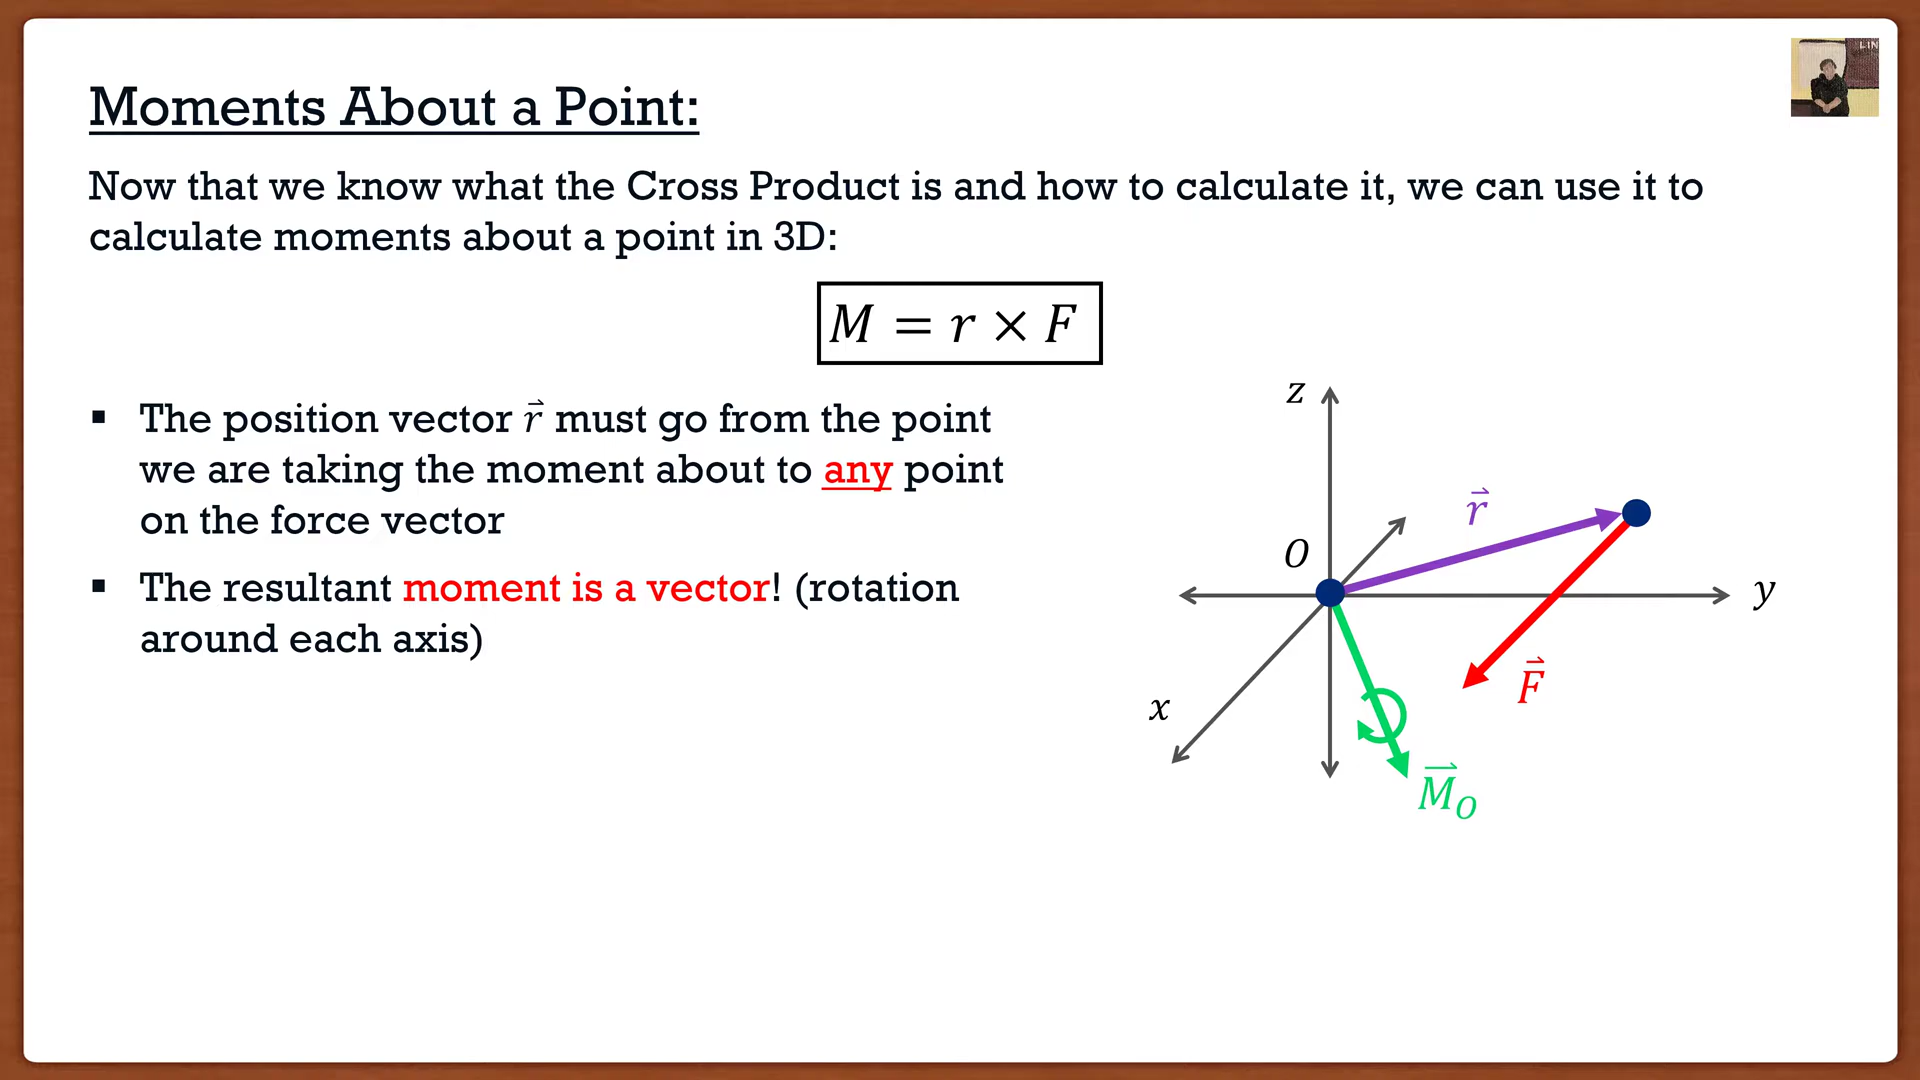 Moments About a Point:
LIN
Now that we know what the Cross Product is and how to calculate it, we can use it to
calculate moments about a point in 3D:
M = r × F
▪ The position vector r⃗ must go from the point
we are taking the moment about to any point
on the force vector
▪ The resultant moment is a vector! (rotation
around each axis)
z
r⃗
O
y
F⃗
x
M⃗_O